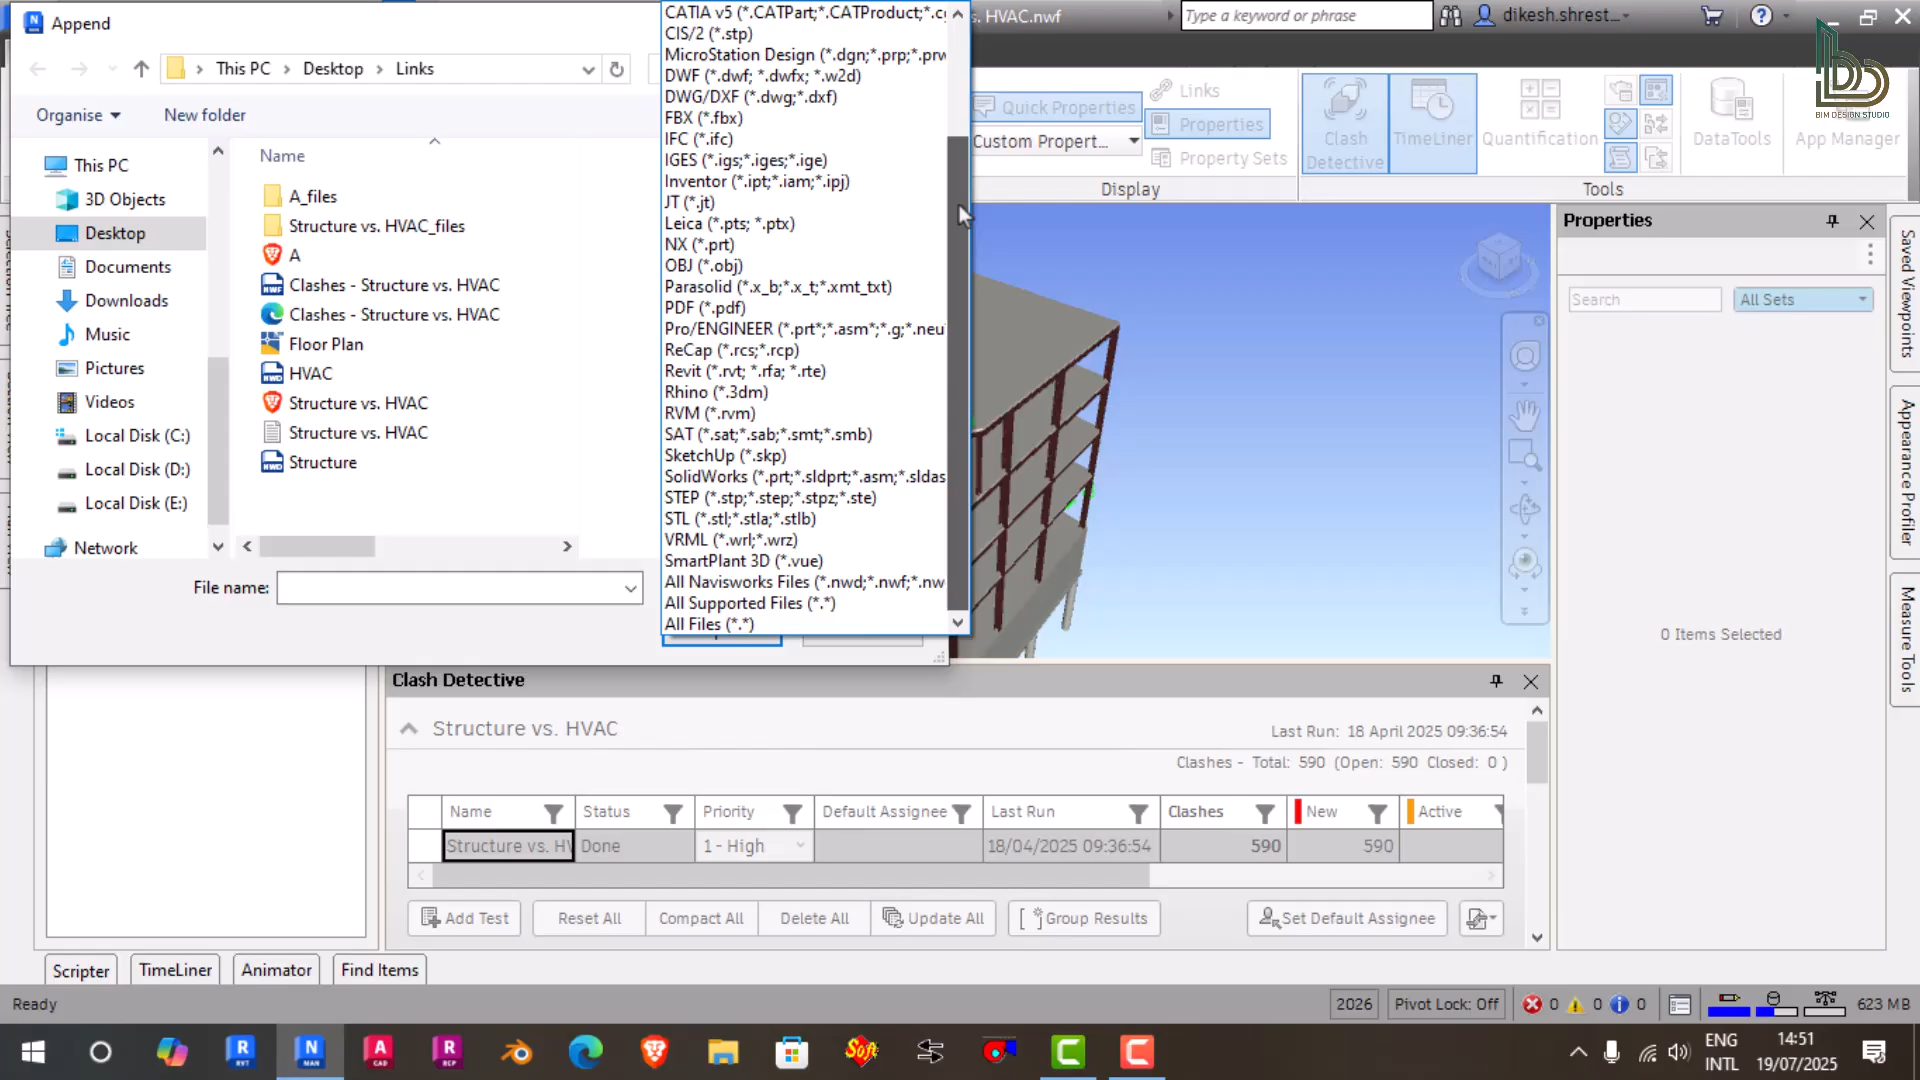 Append
This PC
Desktop
Links
Organise
New folder
This PC
3D Objects
Desktop
Documents
Downloads
Music
Pictures
Videos
Local Disk (C:)
Local Disk (D:)
Local Disk (E:)
Network
Name
A_files
Structure vs. HVAC_files
A
Clashes - Structure vs. HVAC
Clashes - Structure vs. HVAC
Floor Plan
HVAC
Structure vs. HVAC
Structure vs. HVAC
Structure
File name:
CATIA v5 (*.CATPart;*.CATProduct;*.cg
CIS/2 (*.stp)
MicroStation Design (*.dgn;*.prp;*.prw
DWF (*.dwf; *.dwfx; *.w2d)
DWG/DXF (*.dwg;*.dxf)
FBX (*.fbx)
IFC (*.ifc)
IGES (*.igs;*.iges;*.ige)
Inventor (*.ipt;*.iam;*.ipj)
JT (*.jt)
Leica (*.pts; *.ptx)
NX (*.prt)
OBJ (*.obj)
Parasolid (*.x_b;*.x_t;*.xmt_txt)
PDF (*.pdf)
Pro/ENGINEER (*.prt*;*.asm*;*.g;*.neu
ReCap (*.rcs;*.rcp)
Revit (*.rvt; *.rfa; *.rte)
Rhino (*.3dm)
RVM (*.rvm)
SAT (*.sat;*.sab;*.smt;*.smb)
SketchUp (*.skp)
SolidWorks (*.prt;*.sldprt;*.asm;*.sldas
STEP (*.stp;*.step;*.stpz;*.ste)
STL (*.stl;*.stla;*.stlb)
VRML (*.wrl;*.wrz)
SmartPlant 3D (*.vue)
All Navisworks Files (*.nwd;*.nwf;*.nw
All Supported Files (*.*)
All Files (*.*)
s. HVAC.nwf
Type a keyword or phrase
dikesh.shrest...
BIM DESIGN STUDIO
Quick Properties
Custom Propert...
Links
Properties
Property Sets
Display
Clash
Detective
TimeLiner
Quantification
DataTools
App Manager
Tools
Properties
Search
All Sets
0 Items Selected
Saved Viewpoints
Appearance Profiler
Measure Tools
Clash Detective
Structure vs. HVAC
Last Run: 18 April 2025 09:36:54
Clashes - Total: 590 (Open: 590 Closed: 0 )
Name
Status
Priority
Default Assignee
Last Run
Clashes
New
Active
Structure vs. HV
Done
1 - High
18/04/2025 09:36:54
590
590
Add Test
Reset All
Compact All
Delete All
Update All
Group Results
Set Default Assignee
Scripter
TimeLiner
Animator
Find Items
Ready
2026
Pivot Lock: Off
0
0
0
623 MB
ENG
INTL
14:51
19/07/2025